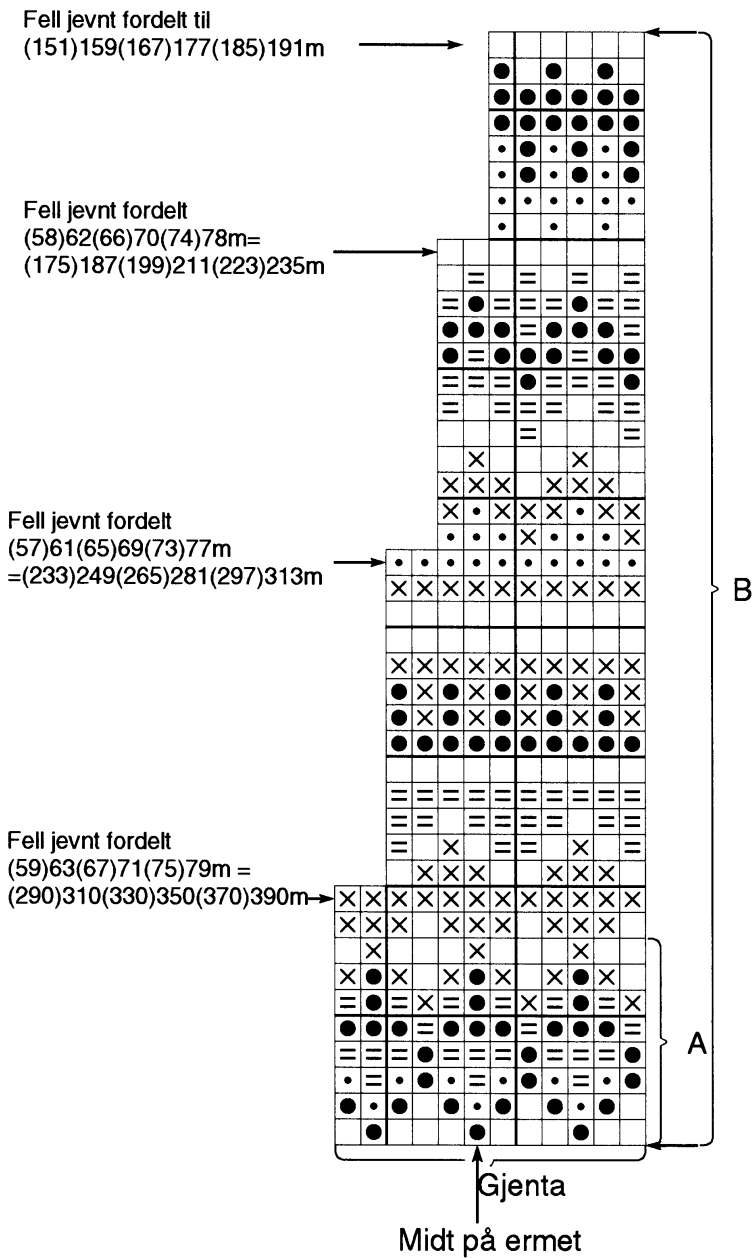 Fell jevnt fordelt til
(151)159(167)177(185)191m
Fell jevnt fordelt
(58)62(66)70(74)78m=
(175)187(199)211(223)235m
Fell jevnt fordelt
(57)61(65)69(73)77m
=(233)249(265)281(297)313m
B
Fell jevnt fordelt
(59)63(67)71(75)79m =
(290)310(330)350(370)390m
A
Gjenta
Midt på ermet